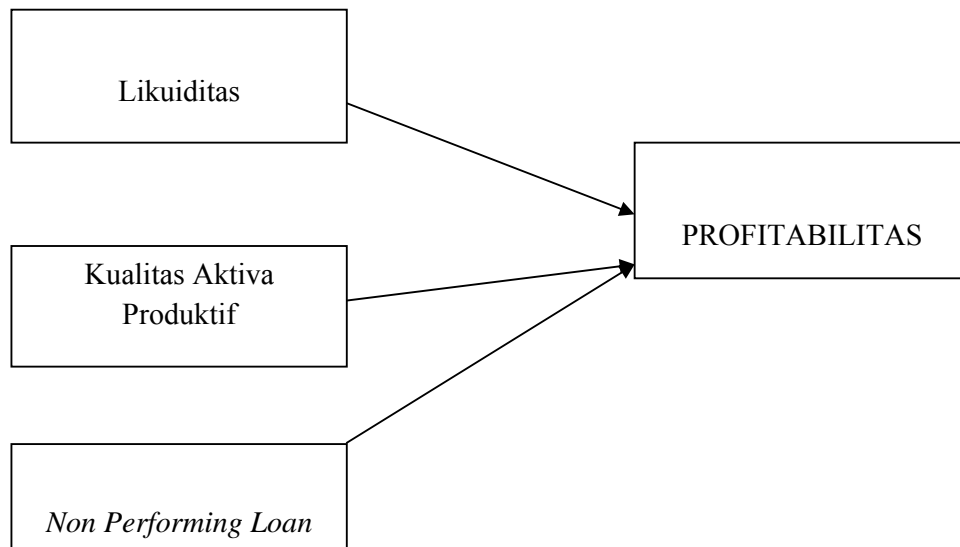 Likuiditas
PROFITABILITAS
Kualitas Aktiva
Produktif
Non Performing Loan